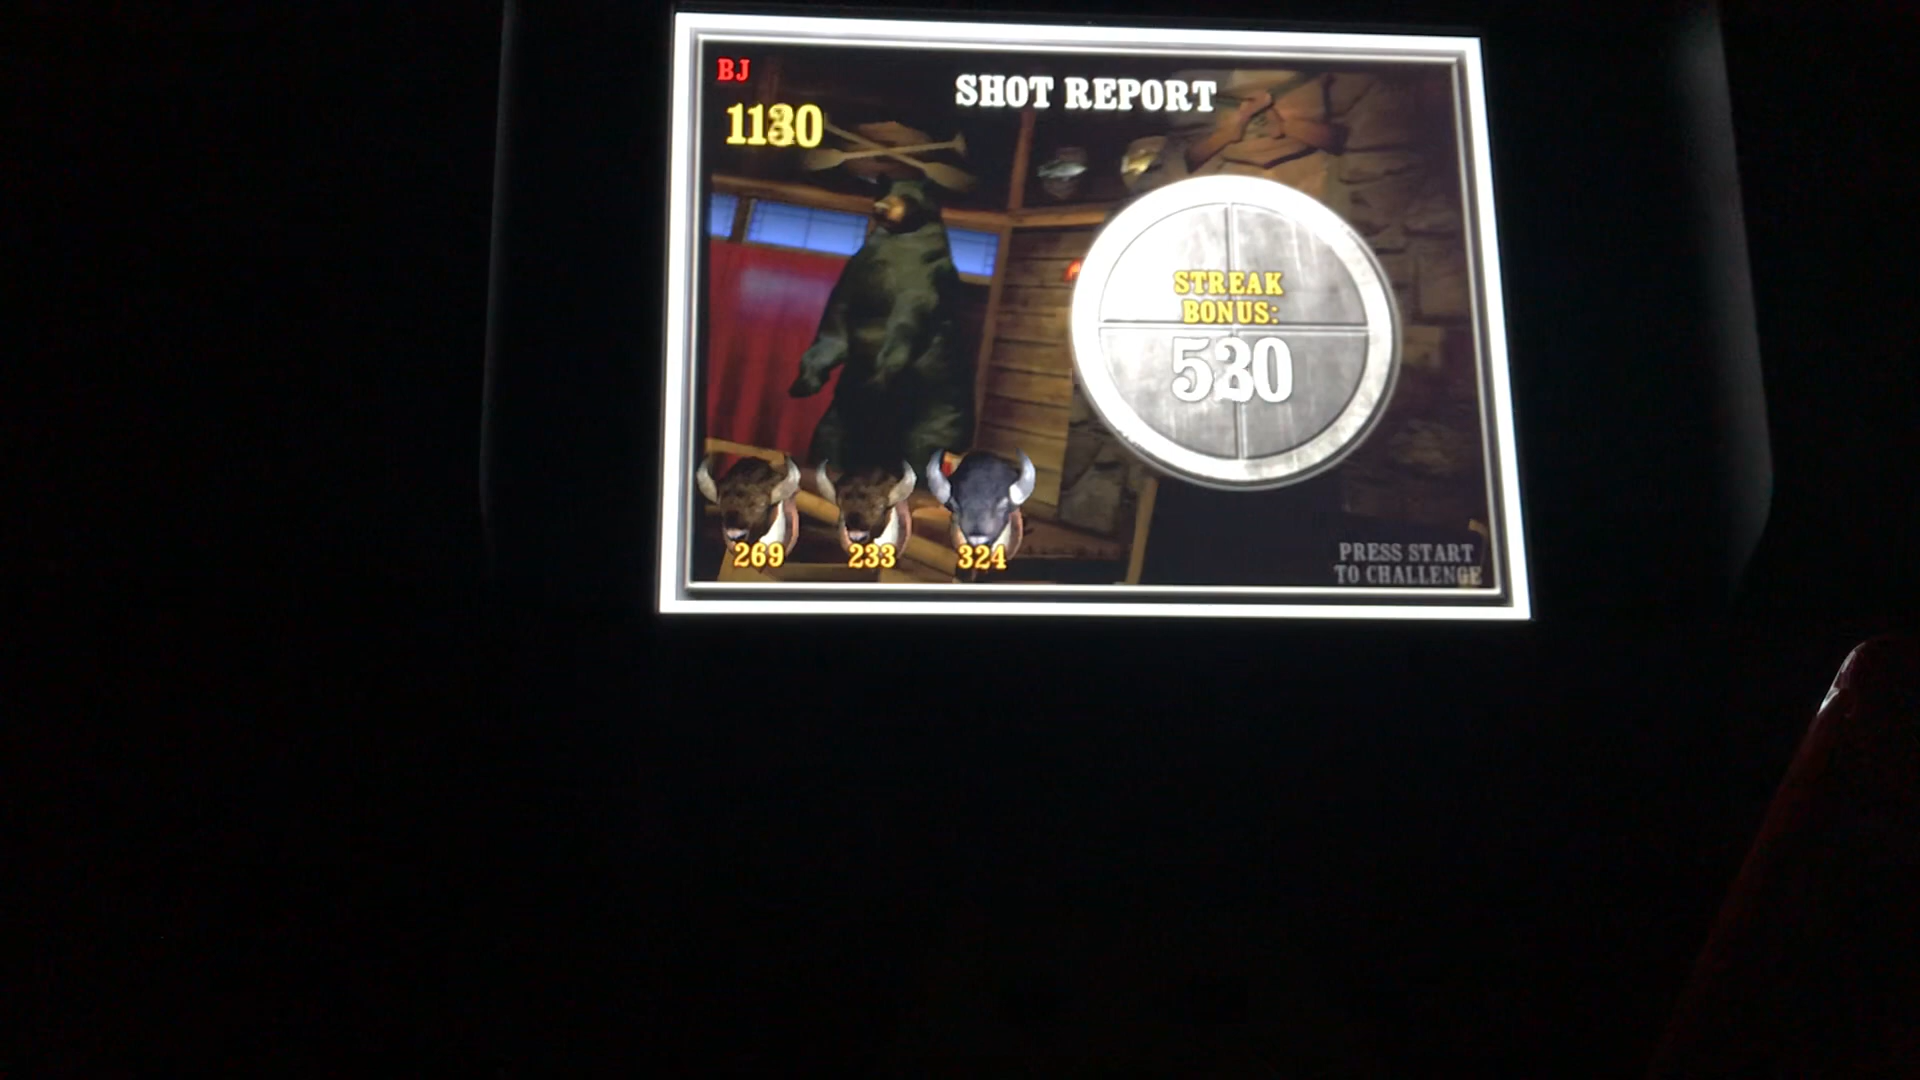 BJ
SHOT REPORT
STREAK
BONUS:
269 233 324
PRESS START
TO CHALLENGE